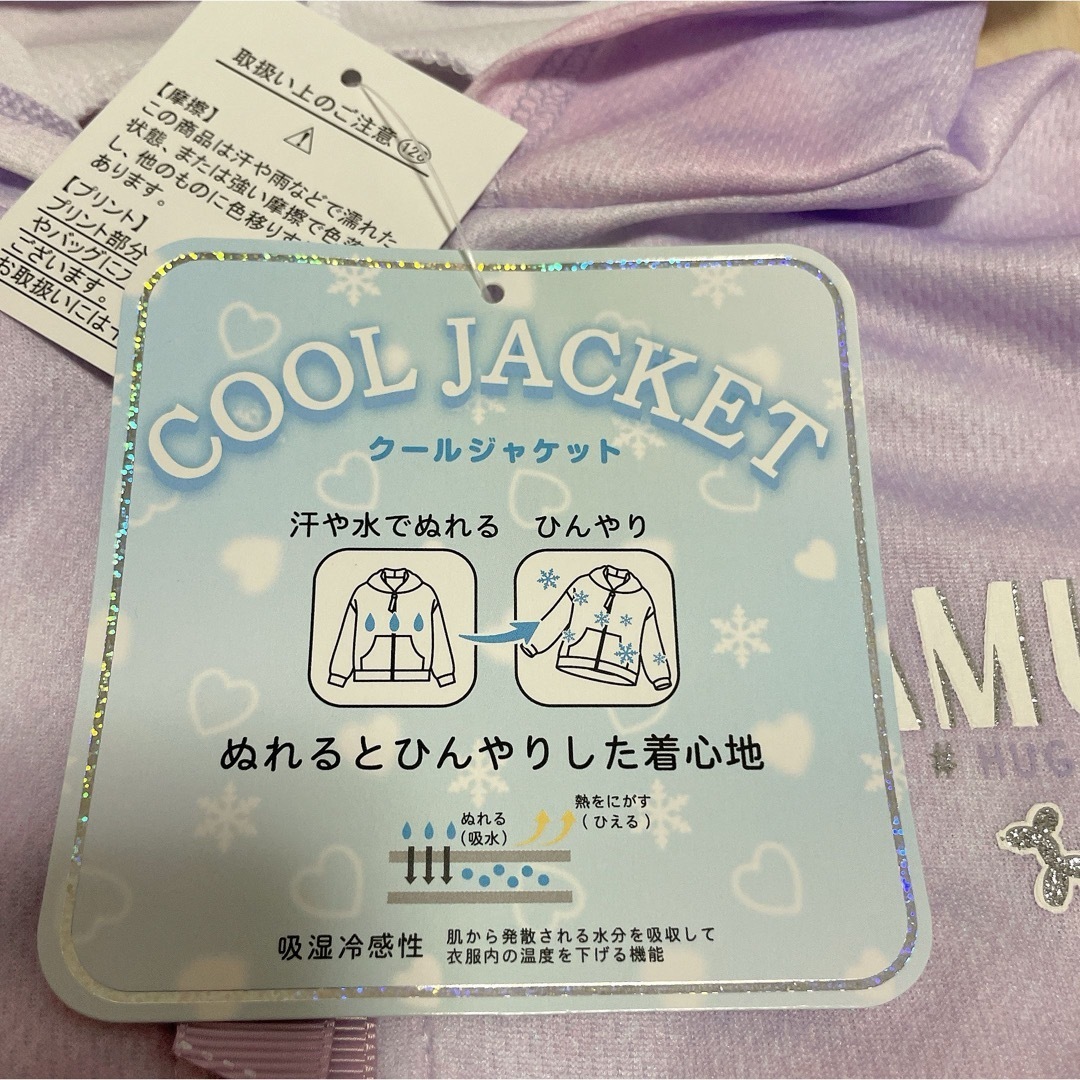 取扱い上のご注意 126
【摩擦】
この商品は汗や雨などで濡れた
状態、または強い摩擦で色落
し、他のものに色移りす
あります。
【プリント】
プリント部分
やバッグに
ございます。
お取扱いには
COOL JACKET
クールジャケット
汗や水でぬれる ひんやり
ぬれるとひんやりした着心地
ぬれる
(吸水)
熱をにがす
(ひえる)
吸湿冷感性
肌から発散される水分を吸収して
衣服内の温度を下げる機能
AMU
# HUG